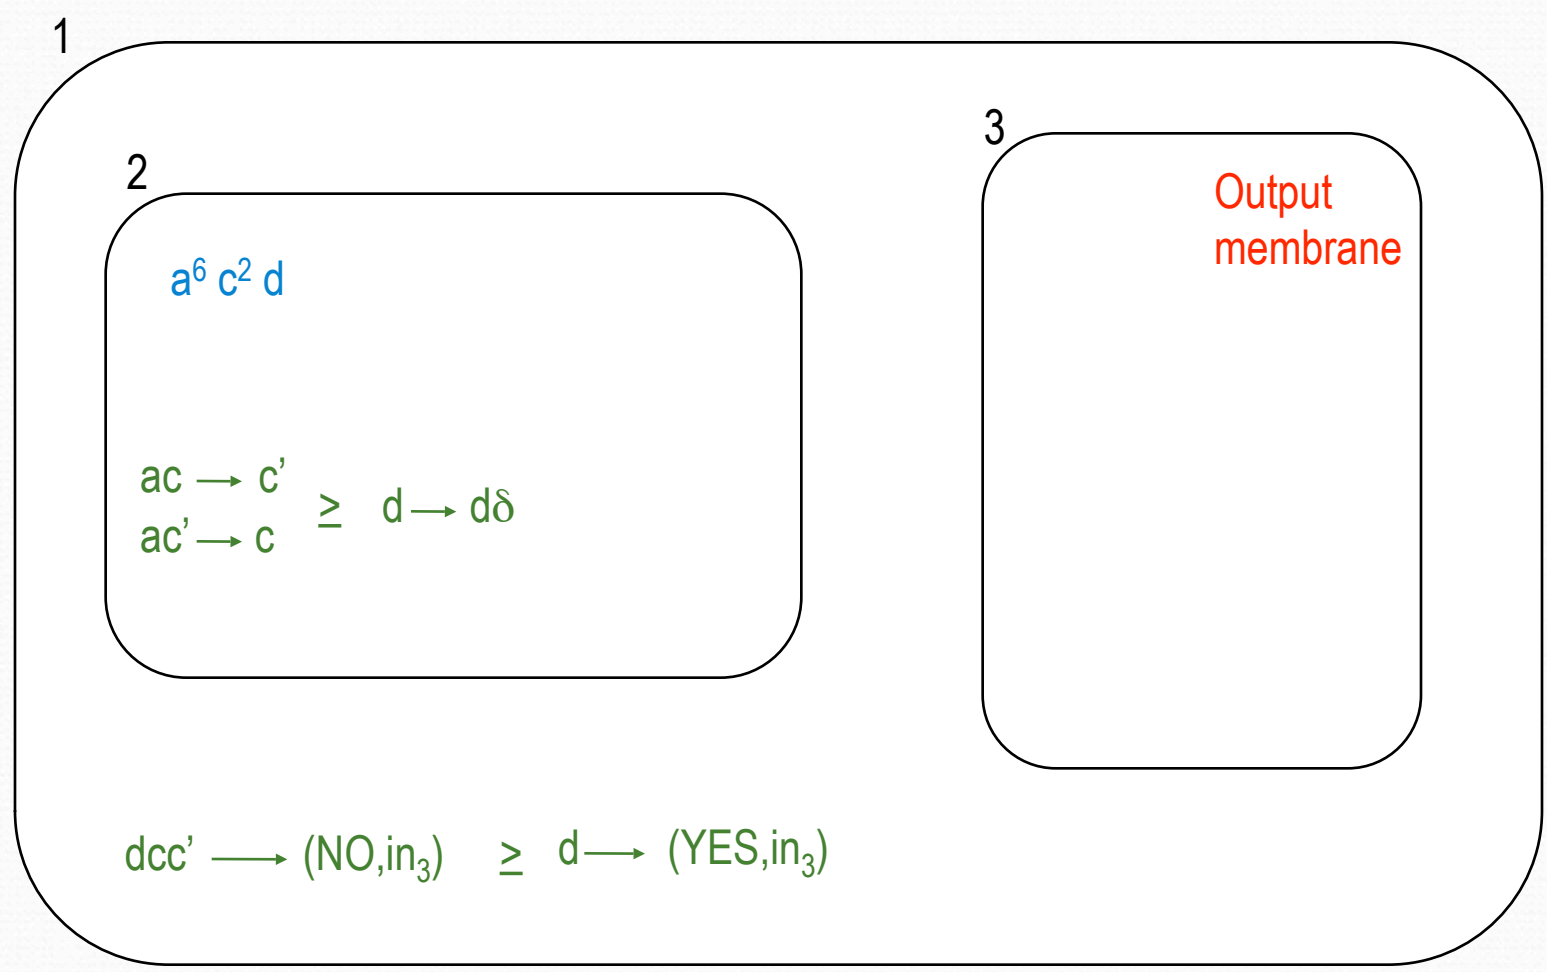 1
2
3
Output
membrane
a⁶ c² d
ac → c’
ac’ → c
≥ d → dδ
dcc’ → (NO,in₃) ≥ d → (YES,in₃)